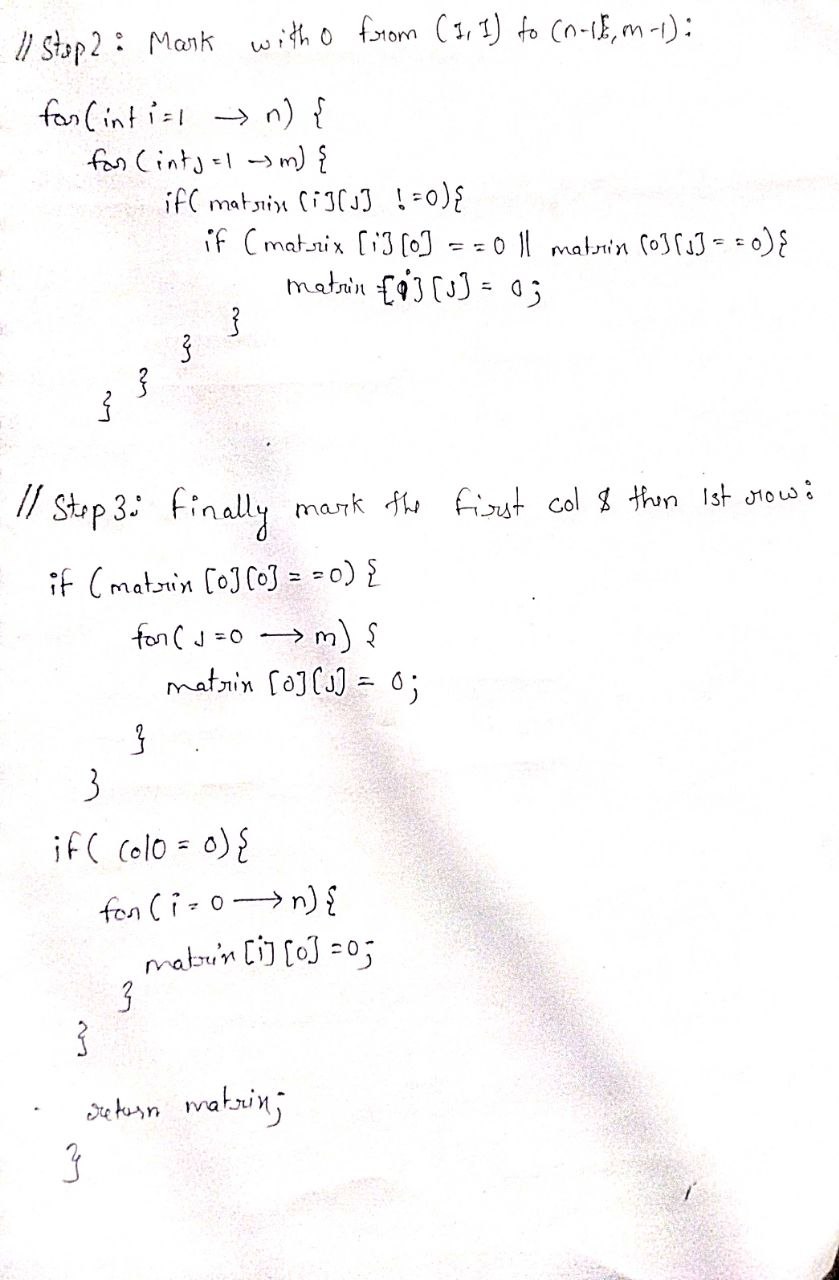 // Step 2 : Mark with 0 from (1, 1) to (n-1, m-1):
for(int i=1 → n) {
for (int j=1 → m) {
if( matrix [i][j] !=0){
if (matrix [i][0] == 0 || matrix [0][j] == 0){
matrix [i][j] = 0;
}
}
}
}
// Step 3: Finally mark the first col & then 1st row:
if (matrix [0][0] == 0) {
for( j=0 → m) {
matrix [0][j] = 0;
}
}
if( col0 = 0){
for (i=0 → n){
matrix [i][0] =0;
}
}
return matrix;
}